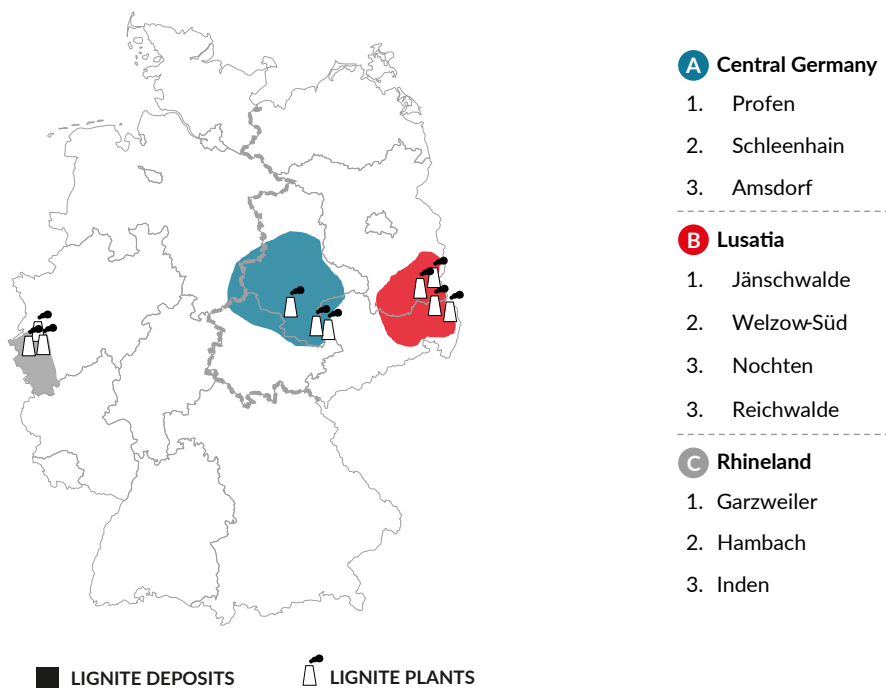 A Central Germany
1. Profen
2. Schleenhain
3. Amsdorf
B Lusatia
1. Jänschwalde
2. Welzow-Süd
3. Nochten
3. Reichwalde
C Rhineland
1. Garzweiler
2. Hambach
3. Inden
LIGNITE DEPOSITS
LIGNITE PLANTS